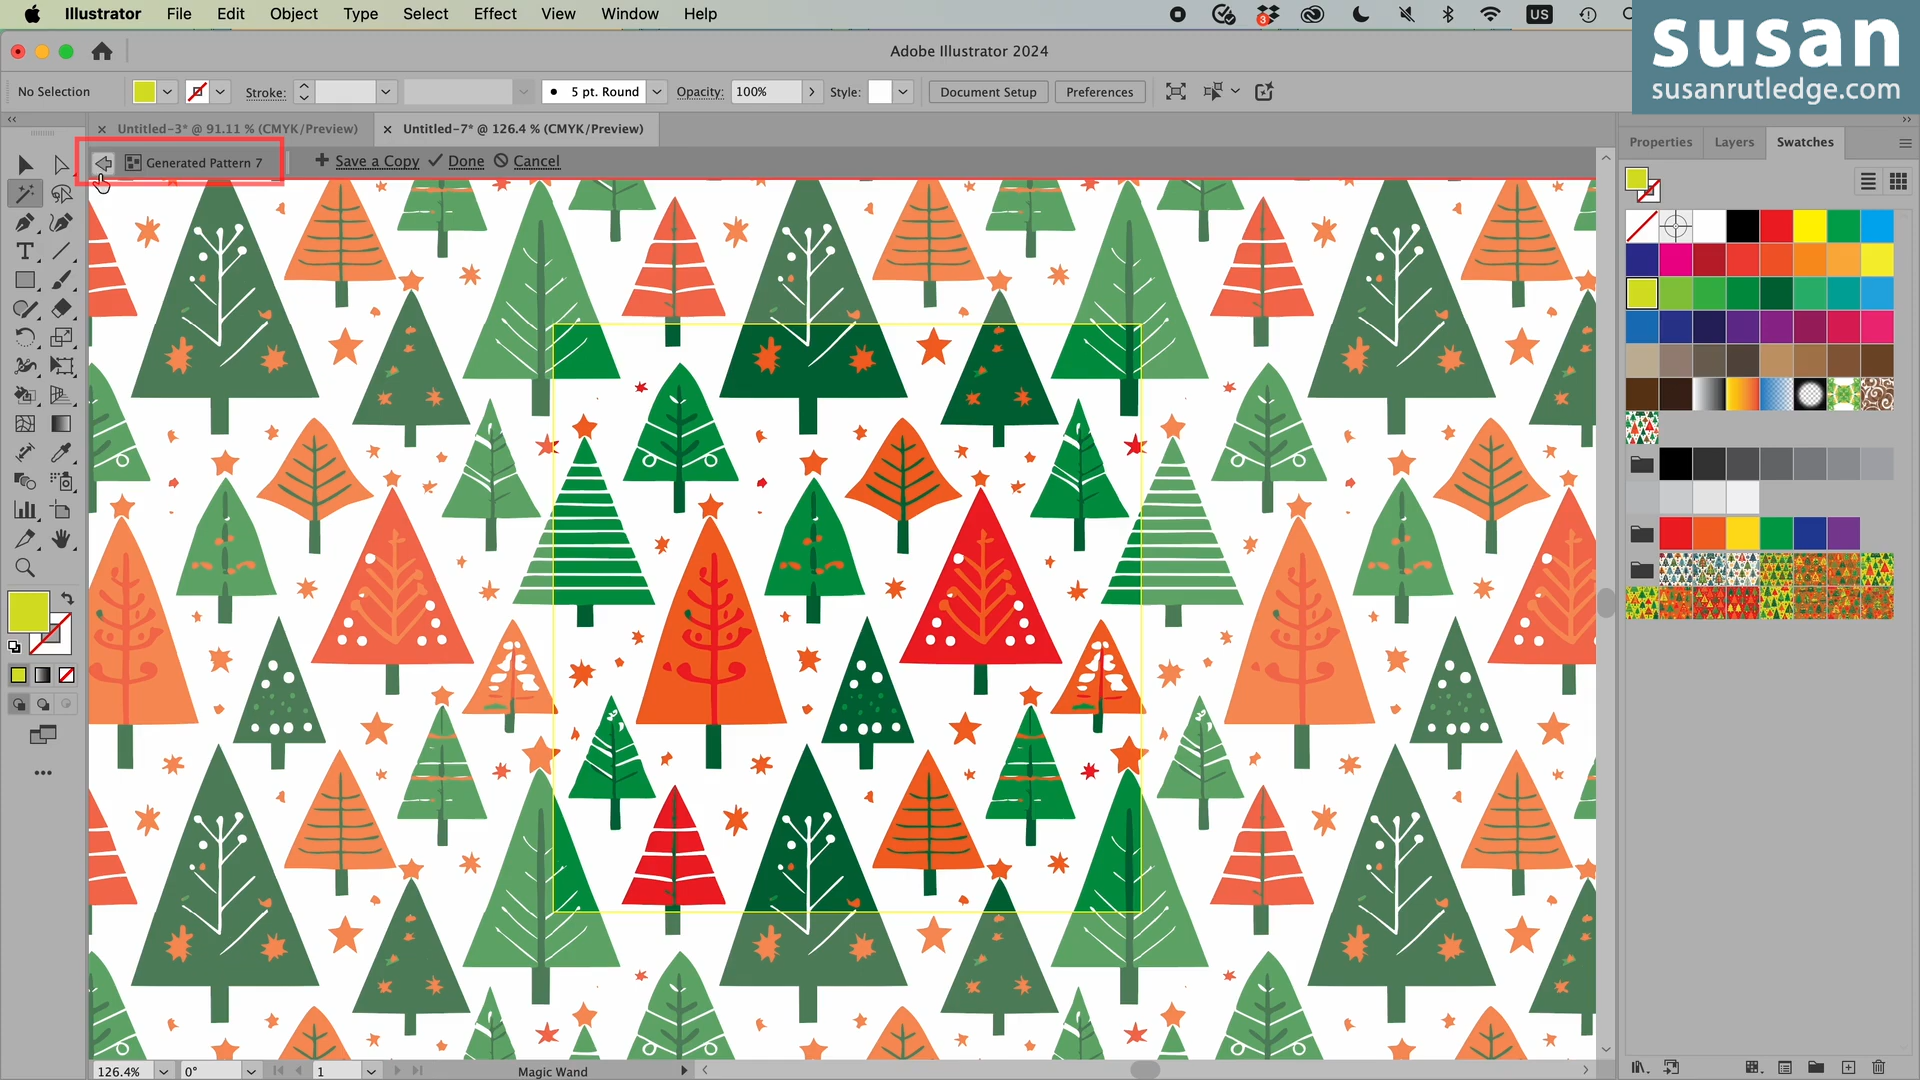 Illustrator File Edit Object Type Select Effect View Window Help
3
US
susan
susanrutledge.com
Adobe Illustrator 2024
No Selection Stroke: 5 pt. Round Opacity: 100% Style: Document Setup Preferences
Untitled-3* @ 91.11 % (CMYK/Preview) Untitled-7* @ 126.4 % (CMYK/Preview)
Properties Layers Swatches
Generated Pattern 7 Save a Copy Done Cancel
126.4% 0° 1 Magic Wand